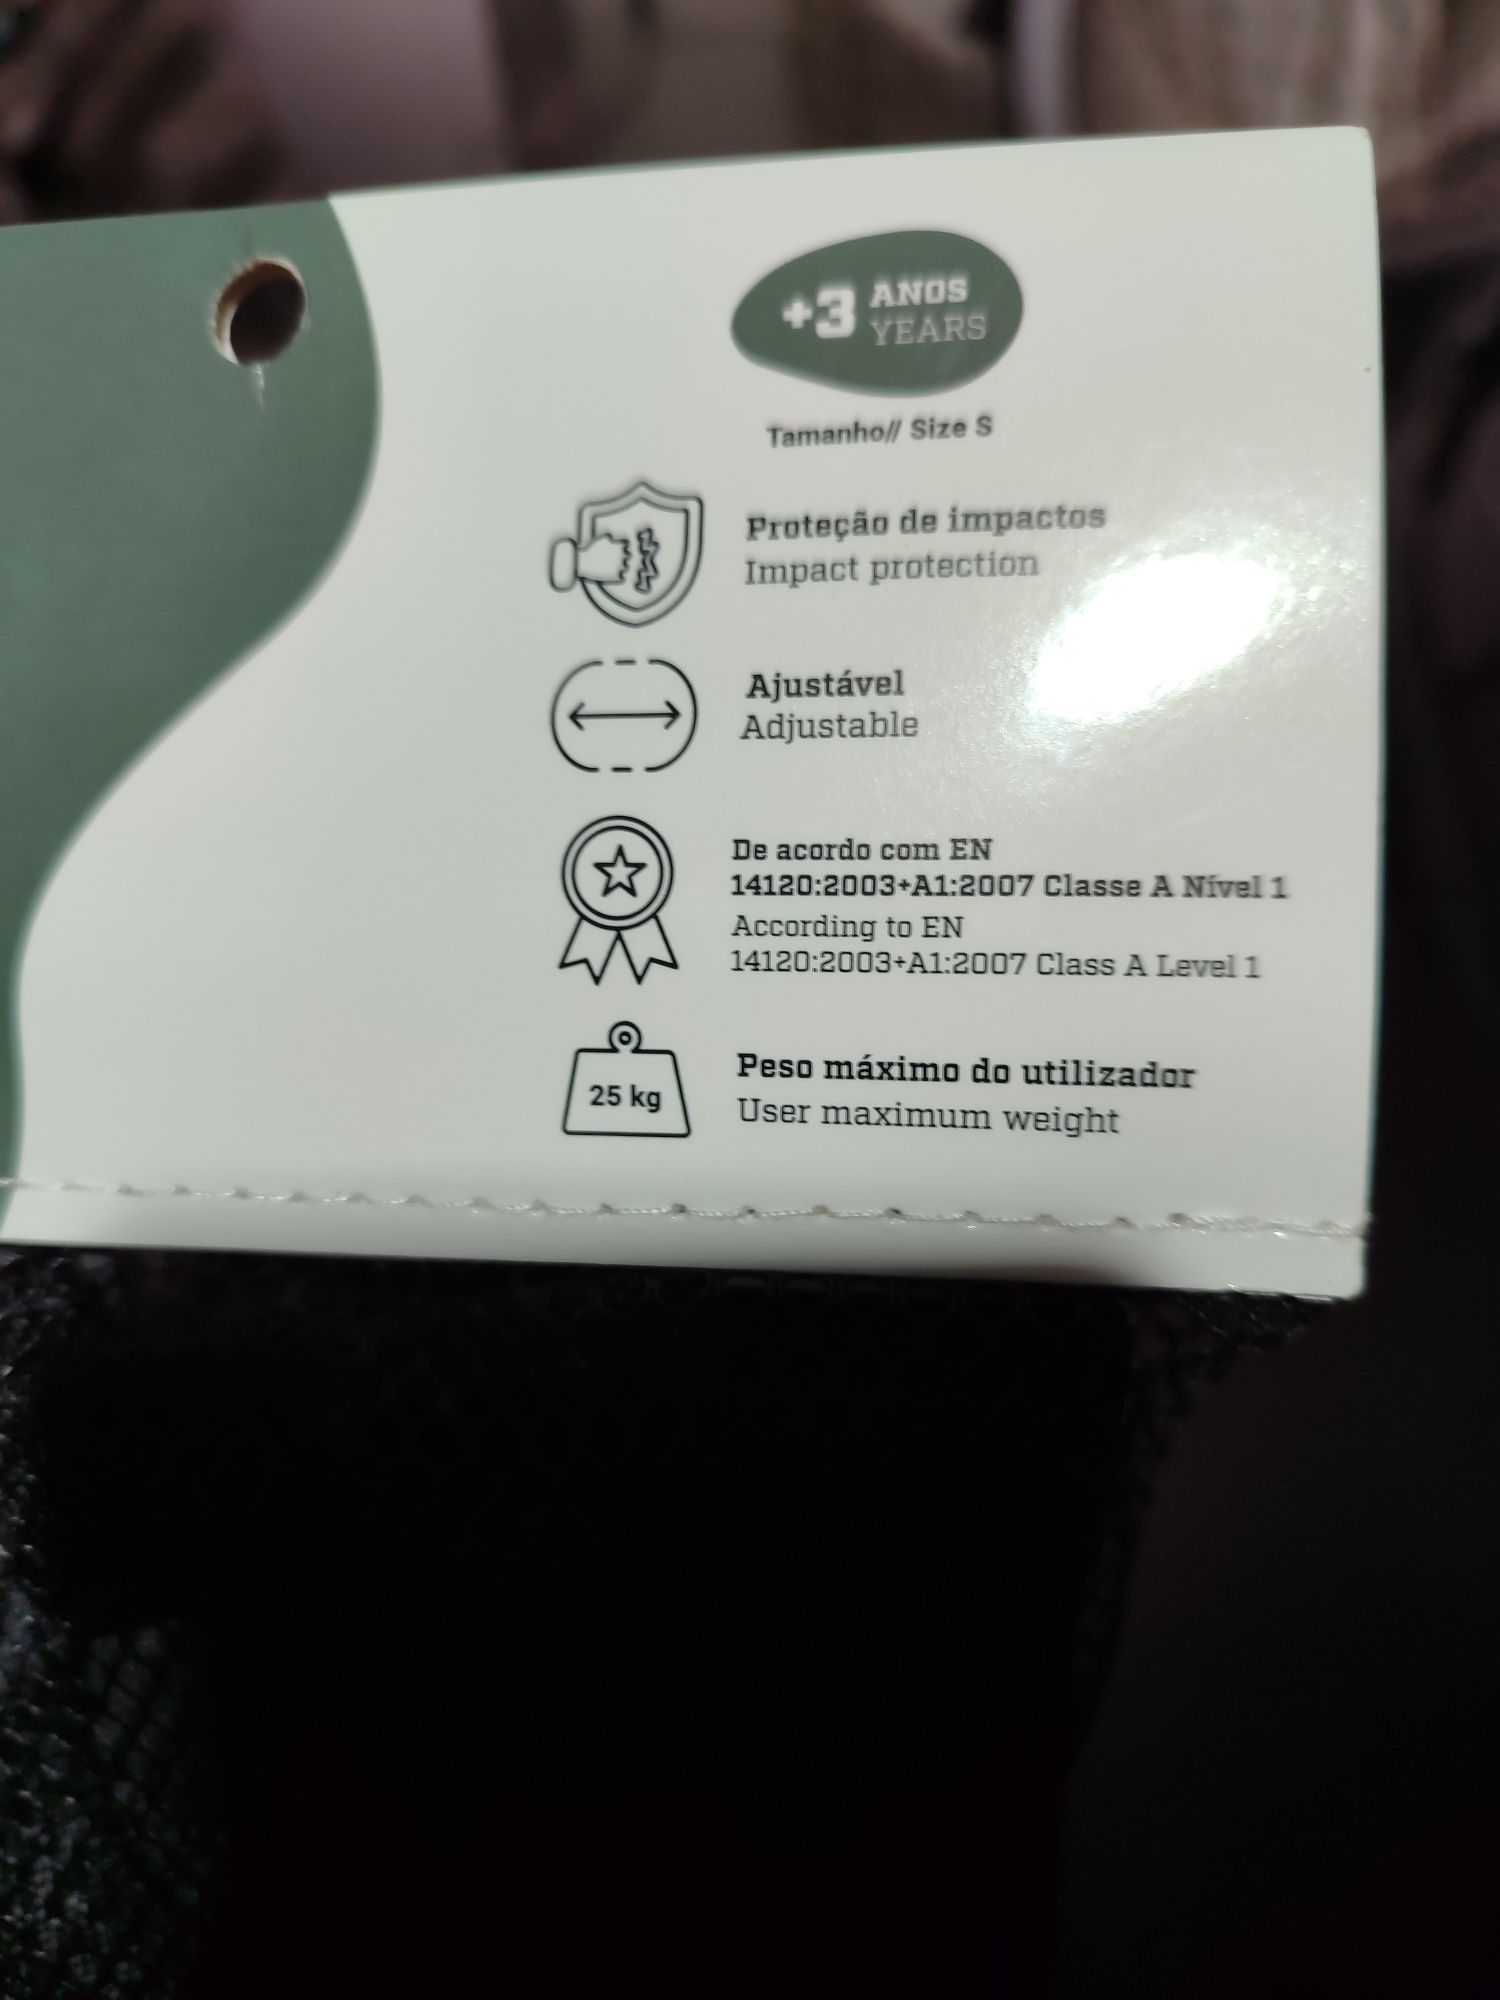 +3 ANOS
YEARS
Tamanho// Size S
Proteção de impactos
Impact protection
Ajustável
Adjustable
De acordo com EN
14120:2003+A1:2007 Classe A Nível 1
According to EN
14120:2003+A1:2007 Class A Level 1
25 kg
Peso máximo do utilizador
User maximum weight